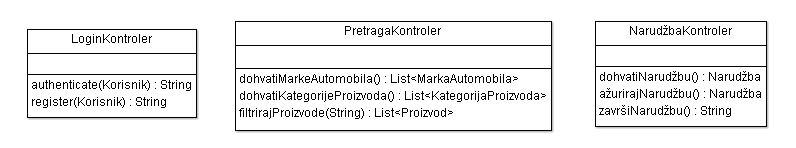 LoginKontroler
authenticate(Korisnik) : String
register(Korisnik) : String
PretragaKontroler
dohvatiMarkeAutomobila() : List<MarkaAutomobila>
dohvatiKategorijeProizvoda() : List<KategorijaProizvoda>
filtrirajProizvode(String) : List<Proizvod>
NarudžbaKontroler
dohvatiNarudžbu() : Narudžba
ažurirajNarudžbu() : Narudžba
završiNarudžbu() : String